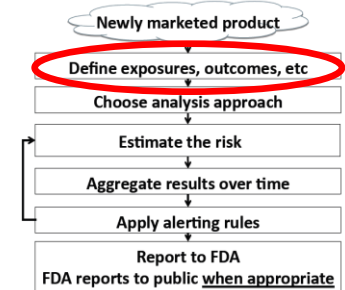 Newly marketed product
Define exposures, outcomes, etc
Choose analysis approach
Estimate the risk
Aggregate results over time
Apply alerting rules
Report to FDA
FDA reports to public when appropriate